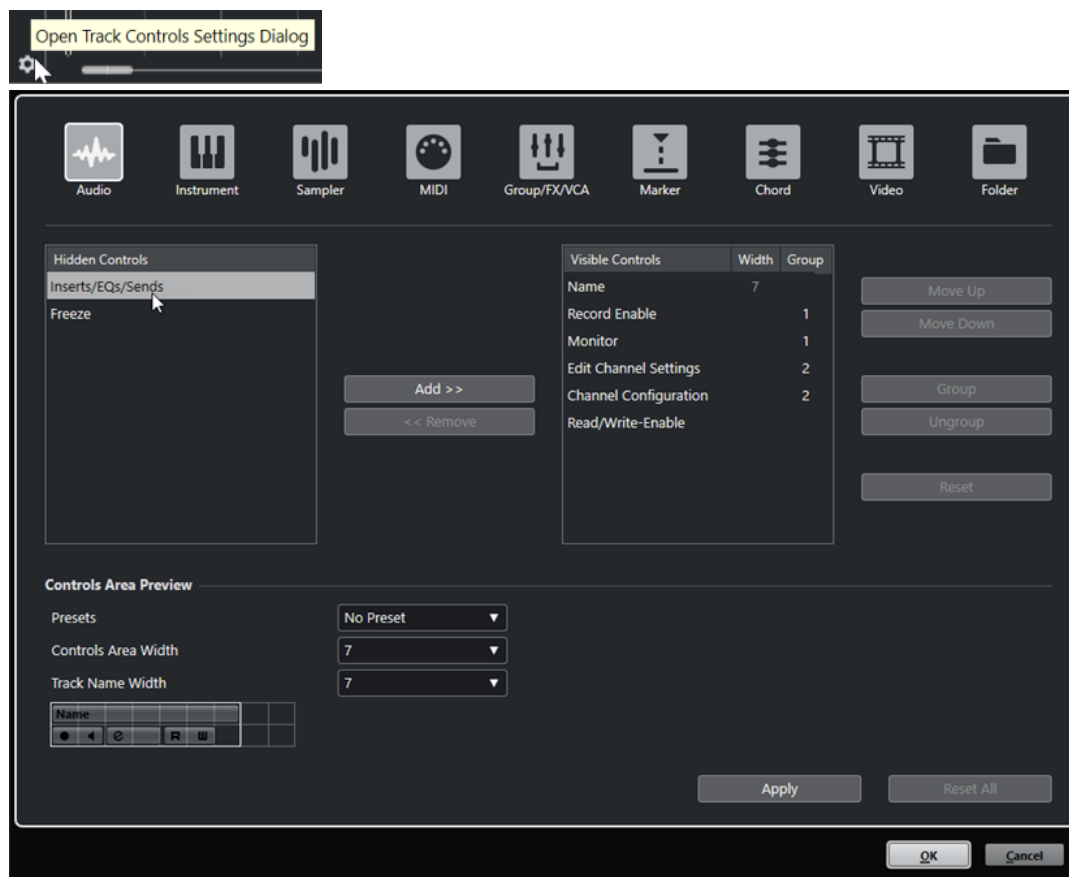 Open Track Controls Settings Dialog
Audio Instrument Sampler MIDI Group/FX/VCA Marker Chord Video Folder
Hidden Controls
Inserts/EQs/Sends
Freeze
Add >>
<< Remove
Visible Controls Width Group
Name 7
Record Enable 1
Monitor 1
Edit Channel Settings 2
Channel Configuration 2
Read/Write-Enable
Move Up
Move Down
Group
Ungroup
Reset
Controls Area Preview
Presets No Preset
Controls Area Width 7
Track Name Width 7
Name
e R W
Apply Reset All
OK Cancel